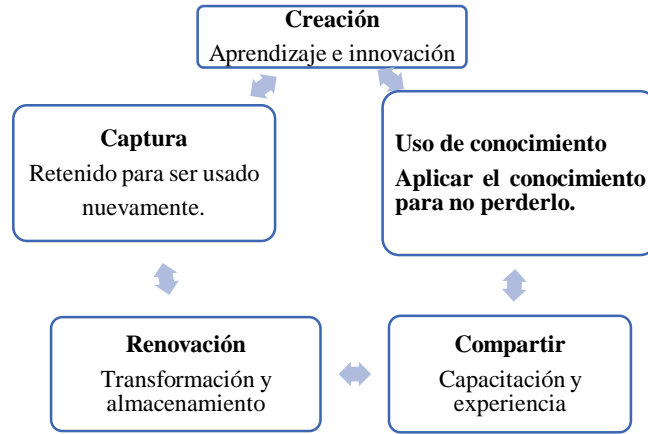 Creación
Aprendizaje e innovación
Captura
Retenido para ser usado
nuevamente.
Uso de conocimiento
Aplicar el conocimiento
para no perderlo.
Renovación
Transformación y
almacenamiento
Compartir
Capacitación y
experiencia